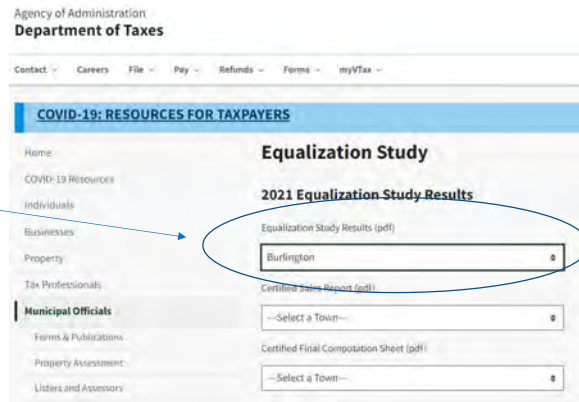 Agency of Administration
Department of Taxes
Contact Careers File Pay Refunds Forms myVTax
COVID-19: RESOURCES FOR TAXPAYERS
Home
COVID-19 Resources
Individuals
Businesses
Property
Tax Professionals
Municipal Officials
Forms & Publications
Property Assessment
Listers and Assessors
Equalization Study
2021 Equalization Study Results
Equalization Study Results (pdf)
Burlington
Certified Sales Report (pdf)
---Select a Town---
Certified Final Computation Sheet (pdf)
---Select a Town---